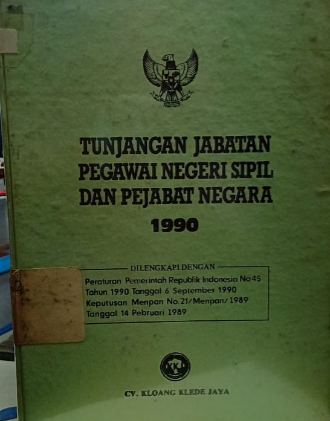 TUNJANGAN JABATAN
PEGAWAI NEGERI SIPIL
DAN PEJABAT NEGARA
1990
DILENGKAPI DENGAN
Peraturan Pemerintah Republik Indonesia No 45
Tahun 1990 Tanggal 6 September 1990
Keputusan Menpan No.21/Menpan/1989
Tanggal 14 Pebruari 1989
CV. KLOANG KLEDE JAYA